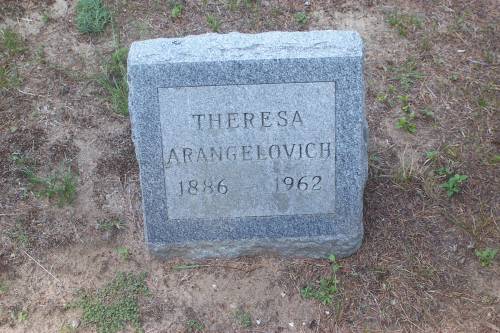 THERESA
ARANGELOVICH
1886 1962